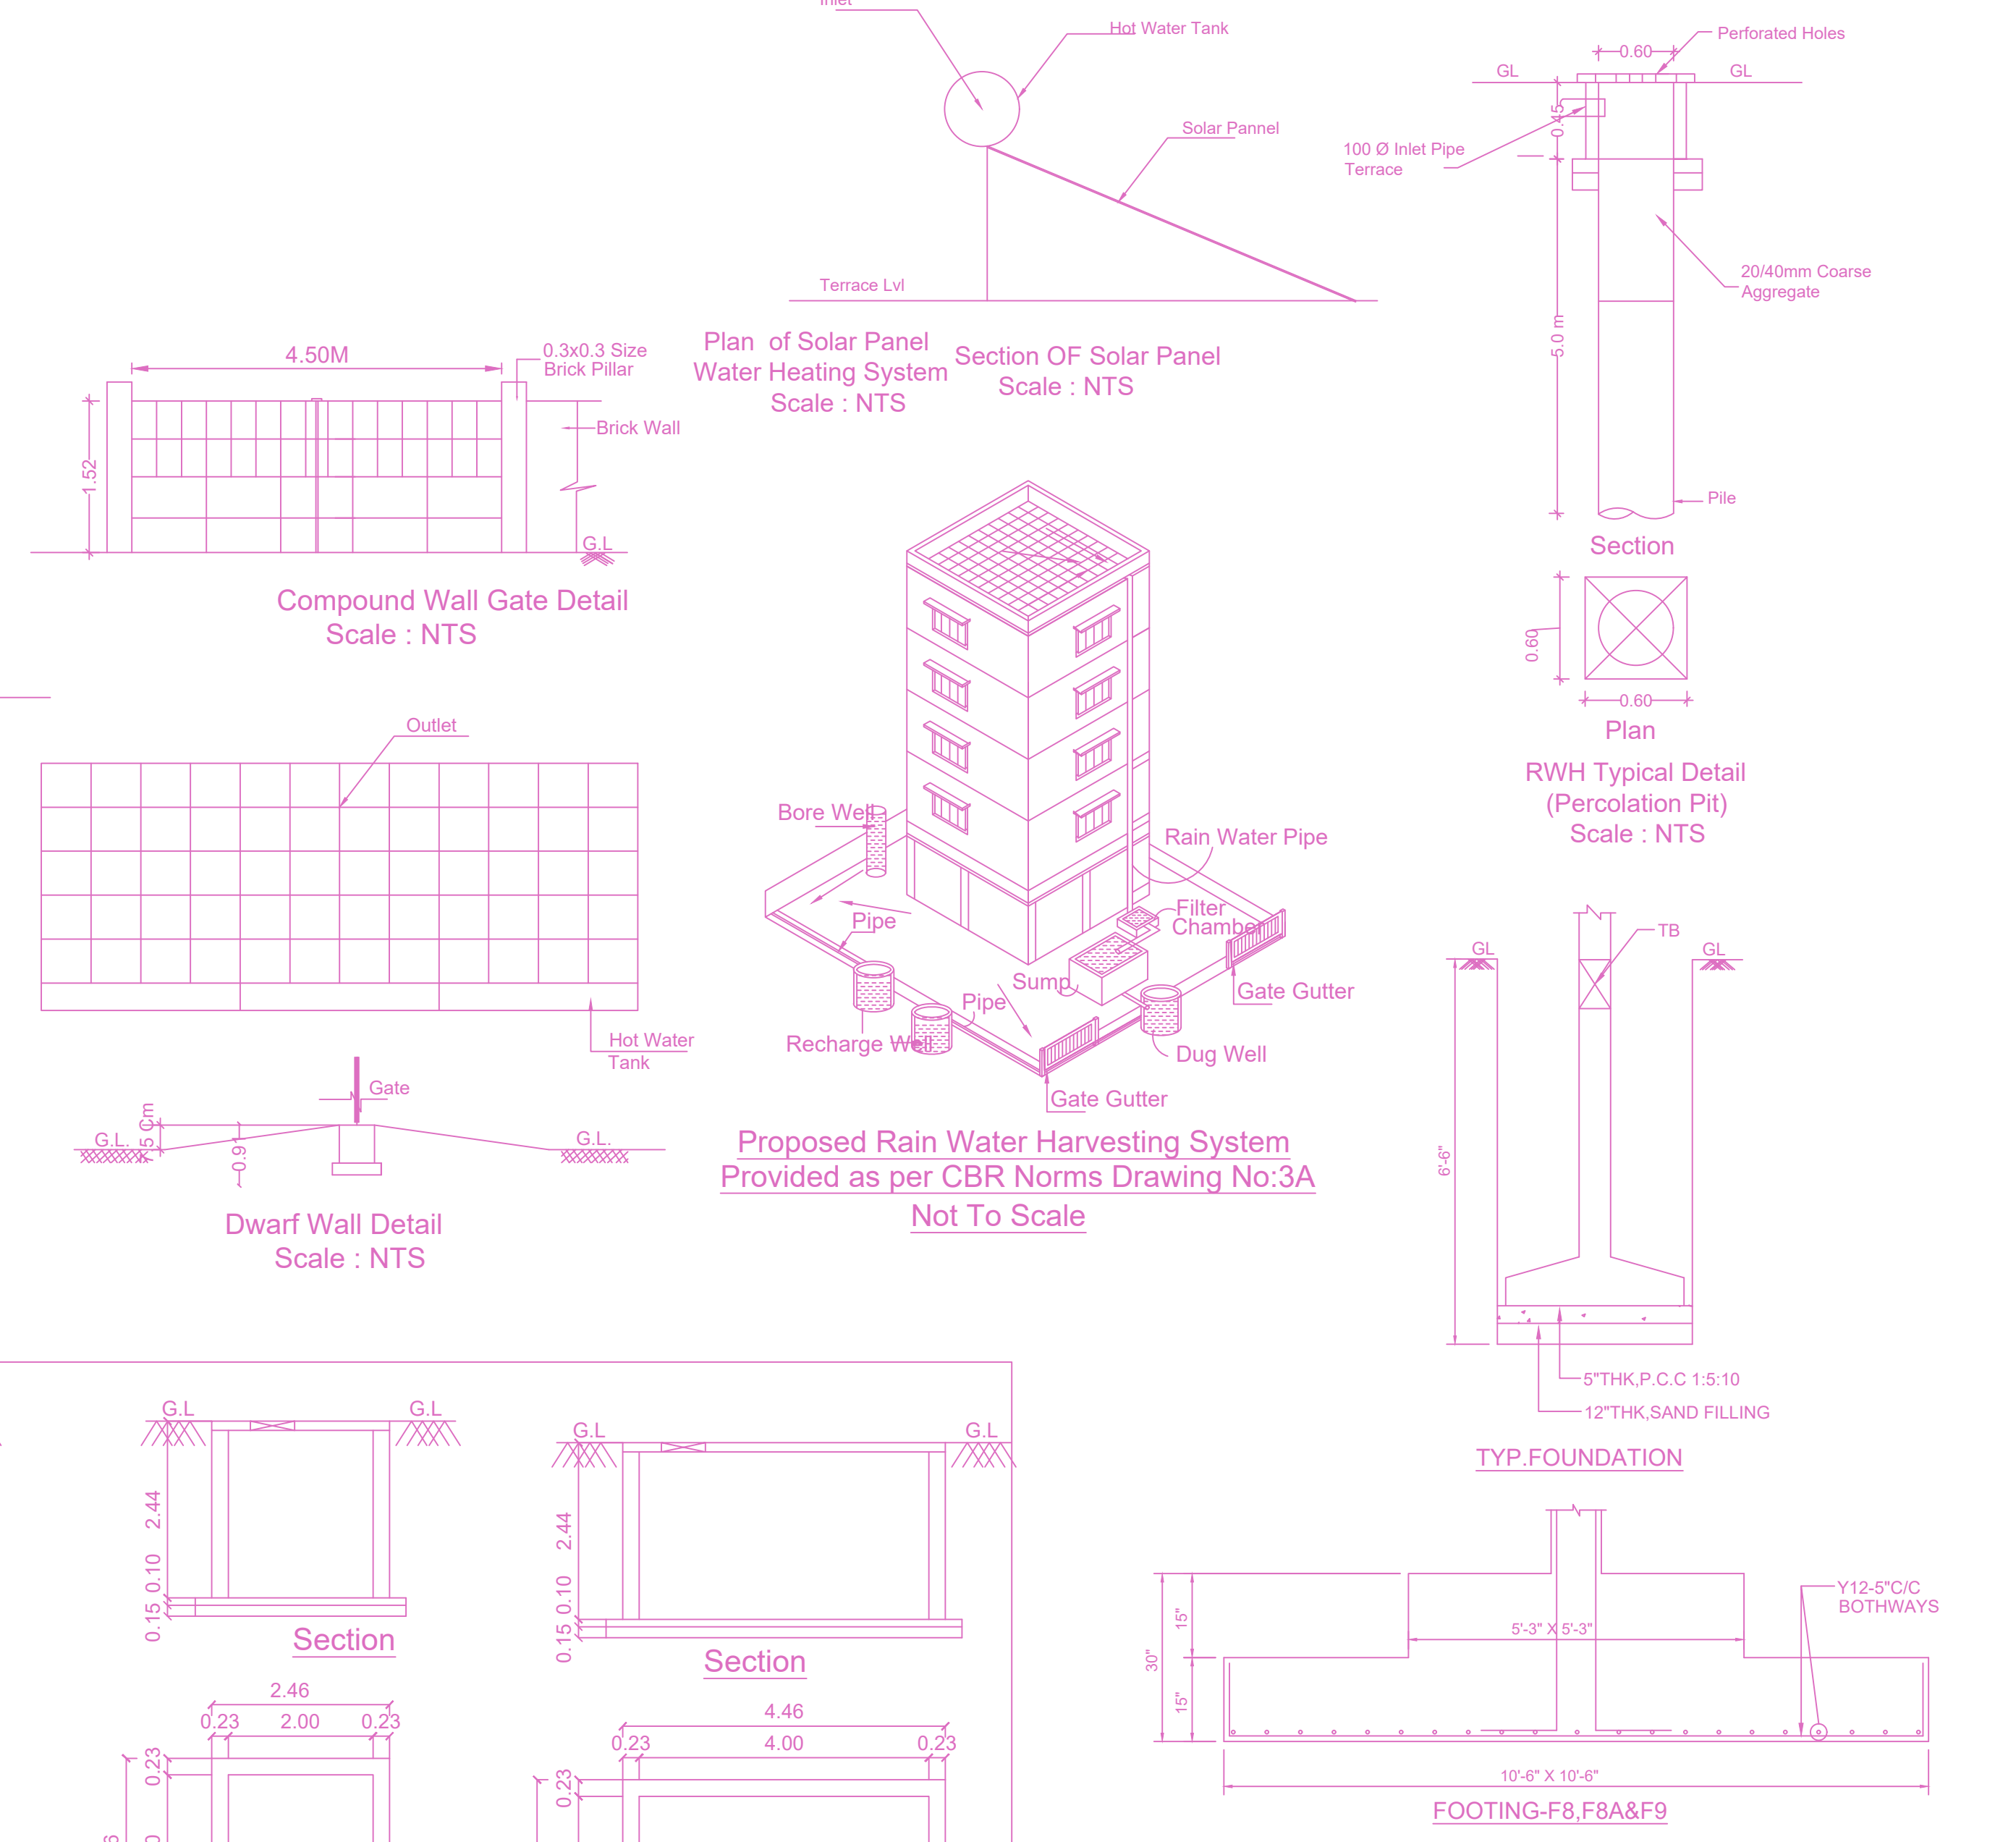 Inlet
Hot Water Tank
Solar Pannel
Terrace Lvl
Plan of Solar Panel
Water Heating System
Scale : NTS
Section OF Solar Panel
Scale : NTS
0.60
Perforated Holes
GL
GL
0.45
100 Ø Inlet Pipe
Terrace
20/40mm Coarse
Aggregate
5.0 m
Pile
Section
0.60
0.60
Plan
RWH Typical Detail
(Percolation Pit)
Scale : NTS
4.50M
0.3x0.3 Size
Brick Pillar
Brick Wall
1.52
G.L
Compound Wall Gate Detail
Scale : NTS
Outlet
Hot Water
Tank
Gate
G.L.
7.5 Cm
0.9
G.L.
Dwarf Wall Detail
Scale : NTS
Bore Well
Rain Water Pipe
Pipe
Filter
Chamber
Sump
Gate Gutter
Pipe
Recharge Well
Dug Well
Gate Gutter
Proposed Rain Water Harvesting System
Provided as per CBR Norms Drawing No:3A
Not To Scale
TB
GL
GL
6'-6"
5"THK,P.C.C 1:5:10
12"THK,SAND FILLING
TYP.FOUNDATION
G.L
G.L
2.44
0.10
0.15
Section
2.46
0.23
2.00
0.23
0.23
G.L
G.L
2.44
0.10
0.15
Section
4.46
0.23
4.00
0.23
0.23
Y12-5"C/C
BOTHWAYS
15"
30"
15"
5'-3" X 5'-3"
10'-6" X 10'-6"
FOOTING-F8,F8A&F9